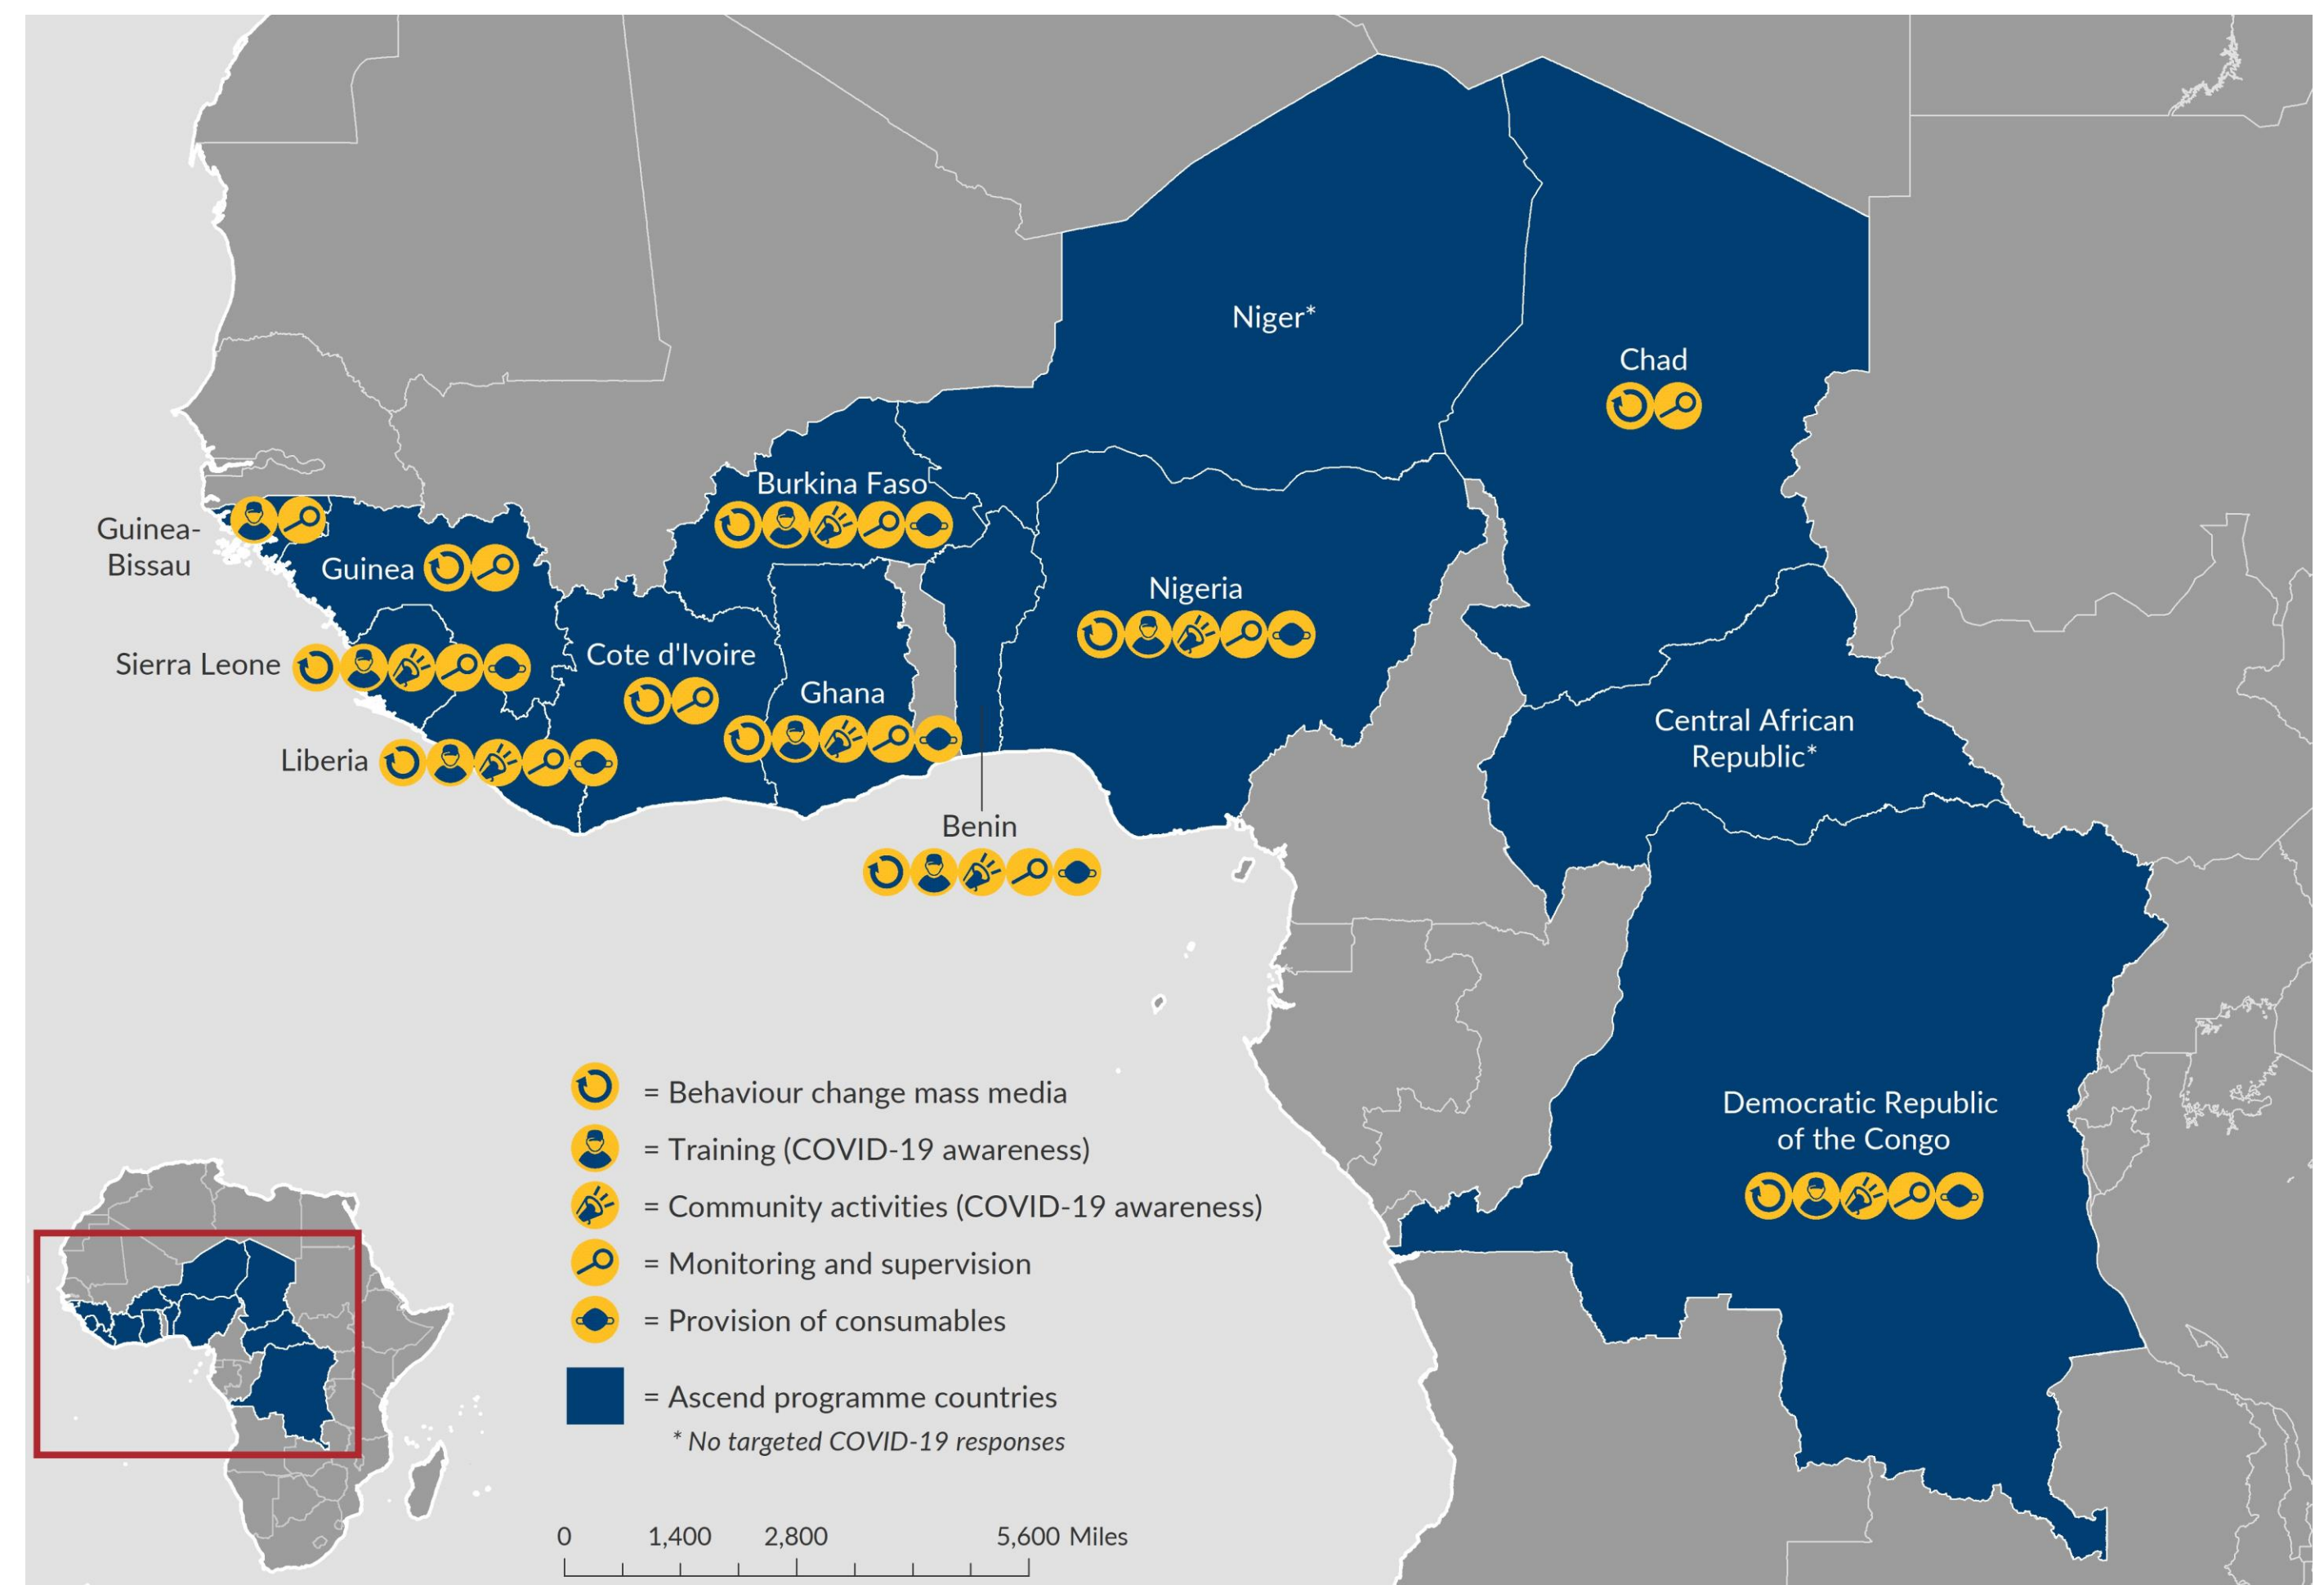 Niger*
Chad
Burkina Faso
Guinea-
Bissau
Guinea
Nigeria
Sierra Leone
Cote d'Ivoire
Ghana
Central African
Republic*
Liberia
Benin
= Behaviour change mass media
= Training (COVID-19 awareness)
= Community activities (COVID-19 awareness)
= Monitoring and supervision
= Provision of consumables
= Ascend programme countries
* No targeted COVID-19 responses
Democratic Republic
of the Congo
0 1,400 2,800 5,600 Miles